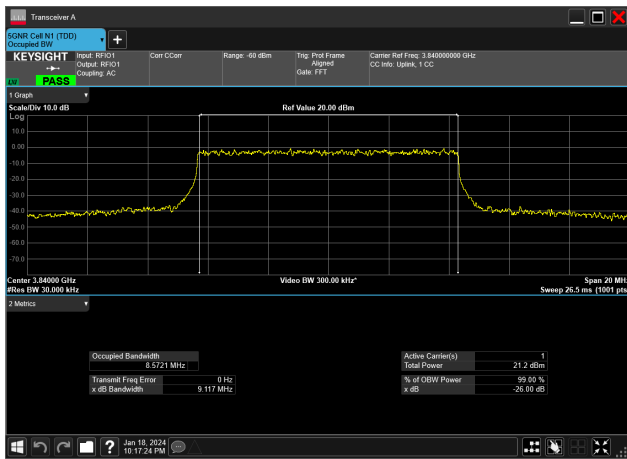 Transceiver A
5GNR Cell N1 (TDD)
Occupied BW
KEYSIGHT
Input: RFIO1
Output: RFIO1
Coupling: AC
Corr CCorr
Range: -60 dBm
Trig: Prot Frame
Aligned
Gate: FFT
Carrier Ref Freq: 3.840000000 GHz
CC Info: Uplink, 1 CC
PASS
1 Graph
Scale/Div 10.0 dB
Ref Value 20.00 dBm
Log
10.0
0.00
-10.0
-20.0
-30.0
-40.0
-50.0
-60.0
-70.0
Center 3.84000 GHz
Video BW 300.00 kHz*
Span 20 MHz
#Res BW 30.000 kHz
Sweep 26.5 ms (1001 pts
2 Metrics
Occupied Bandwidth
8.5721 MHz
Transmit Freq Error 0 Hz
x dB Bandwidth 9.117 MHz
Active Carrier(s) 1
Total Power 21.2 dBm
% of OBW Power 99.00 %
x dB -26.00 dB
Jan 18, 2024
10:17:24 PM